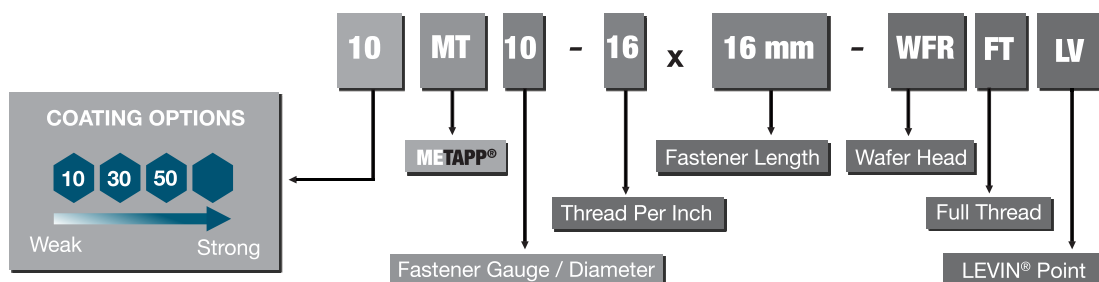 10 MT 10 - 16 x 16 mm - WFR FT LV
COATING OPTIONS
10 30 50
Weak
Strong
METAPP®
Fastener Length
Wafer Head
Thread Per Inch
Full Thread
Fastener Gauge / Diameter
LEVIN® Point